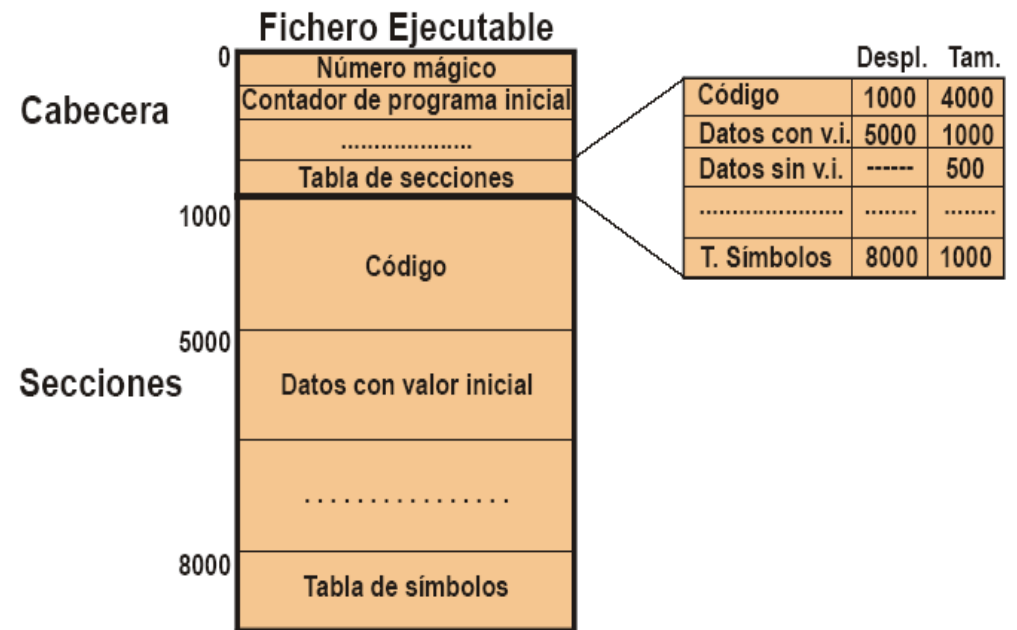 Fichero Ejecutable
0
Cabecera
Número mágico
Contador de programa inicial
....................
Tabla de secciones
1000
Código
5000
Secciones
Datos con valor inicial
. . . . . . . . . . . . . . . .
8000
Tabla de símbolos
Despl. Tam.
Código 1000 4000
Datos con v.i. 5000 1000
Datos sin v.i. ------ 500
...................... ........ ........
T. Símbolos 8000 1000